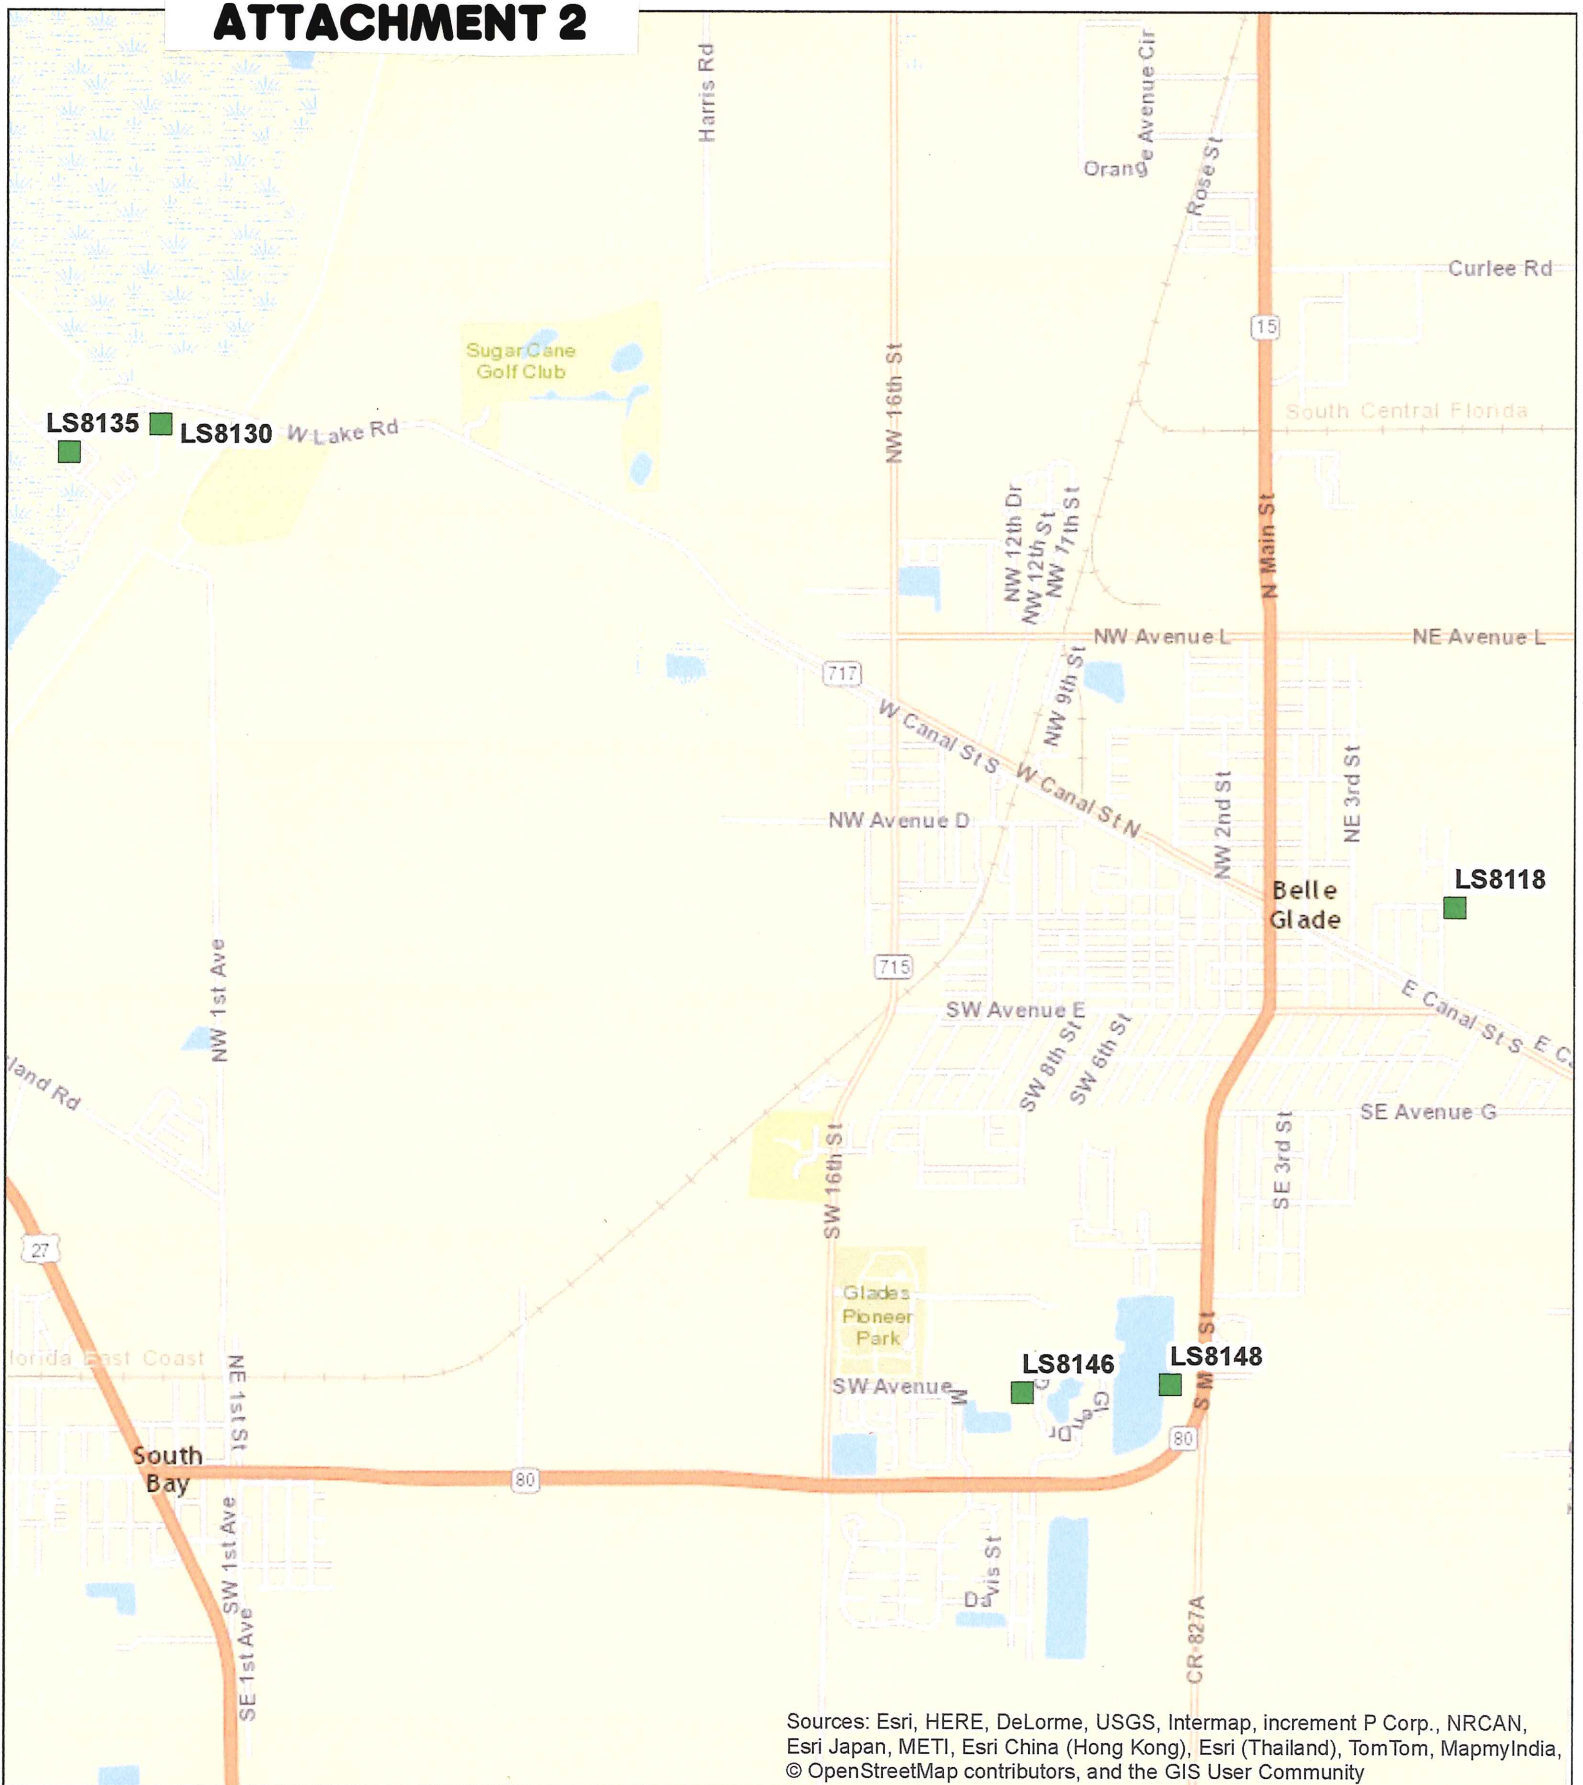 ATTACHMENT 2
Harris Rd
Orange Avenue Cir
Rose St
Curlee Rd
15
Sugar Cane
Golf Club
NW 16th St
South Central Florida
LS8135
LS8130
W Lake Rd
NW 12th Dr
NW 12th St
NW 11th St
N Main St
NW Avenue L
NE Avenue L
717
NW 9th St
W Canal St S
W Canal St N
NW Avenue D
NW 2nd St
NE 3rd St
LS8118
Belle
Glade
NW 1st Ave
715
SW Avenue E
SW 8th St
SW 6th St
E Canal St S
E Ca
land Rd
SE Avenue G
SW 16th St
SE 3rd St
27
Glades
Pioneer
Park
lorida East Coast
NE 1st St
SW Avenue M
LS8146
LS8148
Glen Dr
S M St
80
South
Bay
80
SW 1st Ave
SE 1st Ave
Davis St
CR-827A
Sources: Esri, HERE, DeLorme, USGS, Intermap, increment P Corp., NRCAN,
Esri Japan, METI, Esri China (Hong Kong), Esri (Thailand), TomTom, MapmyIndia,
© OpenStreetMap contributors, and the GIS User Community